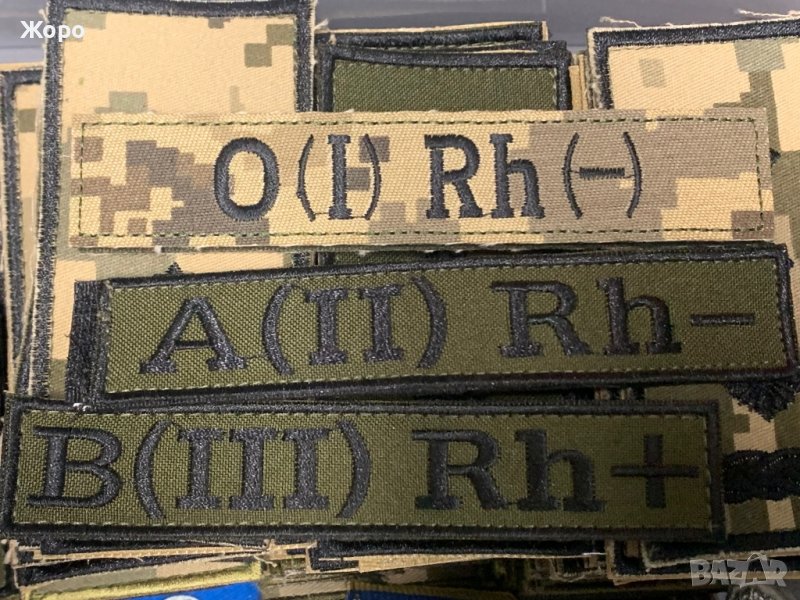 Жоро
O(I) Rh(-)
A(II) Rh-
B(III) Rh+
BAZAR